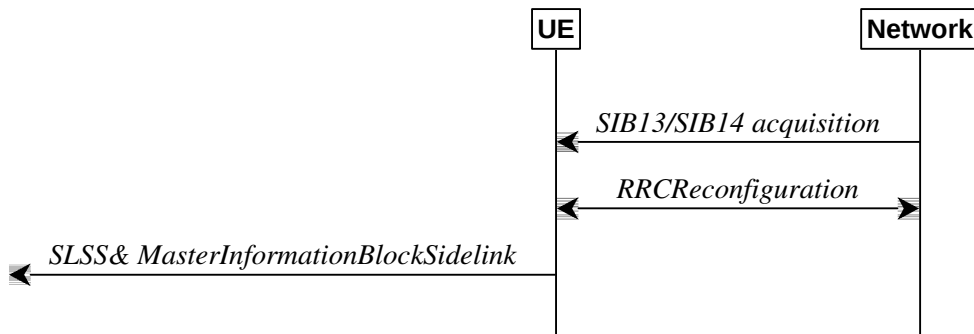 UE
Network
SIB13/SIB14 acquisition
RRCReconfiguration
SLSS& MasterInformationBlockSidelink